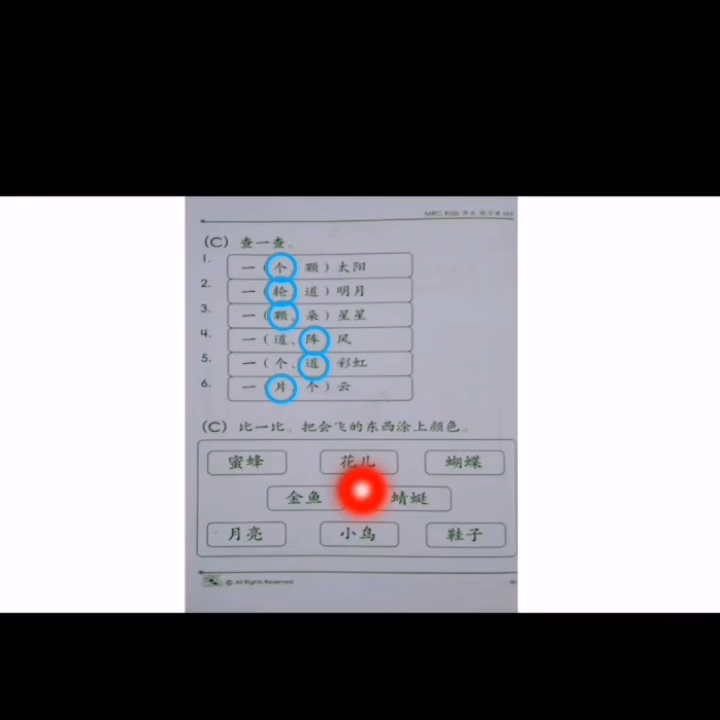 (C) 查一查。
1. 一(个 颗)太阳
2. 一(轮 道)明月
3. 一(颗、朵)星星
4. 一(道、阵 风
5. 一(个、道 彩虹
6. 一(片 个)云
(C) 比一比。把会飞的东西涂上颜色。
蜜蜂 花儿 蝴蝶
金鱼 蜻蜓
月亮 小鸟 鞋子
© All Rights Reserved